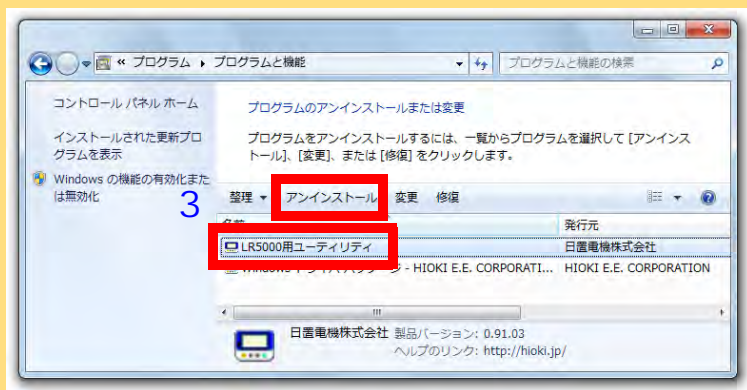 « プログラム ▸ プログラムと機能
プログラムと機能の検索
コントロール パネル ホーム
インストールされた更新プロ
グラムを表示
Windows の機能の有効化また
は無効化
3
プログラムのアンインストールまたは変更
プログラムをアンインストールするには、一覧からプログラムを選択して [アンインス
トール]、[変更]、または [修復] をクリックします。
整理 ▼ アンインストール 変更 修復
発行元
LR5000用ユーティリティ 日置電機株式会社
Windows ドライバ パッケージ - HIOKI E.E. CORPORATI... HIOKI E.E. CORPORATION
日置電機株式会社 製品バージョン: 0.91.03
ヘルプのリンク: http://hioki.jp/